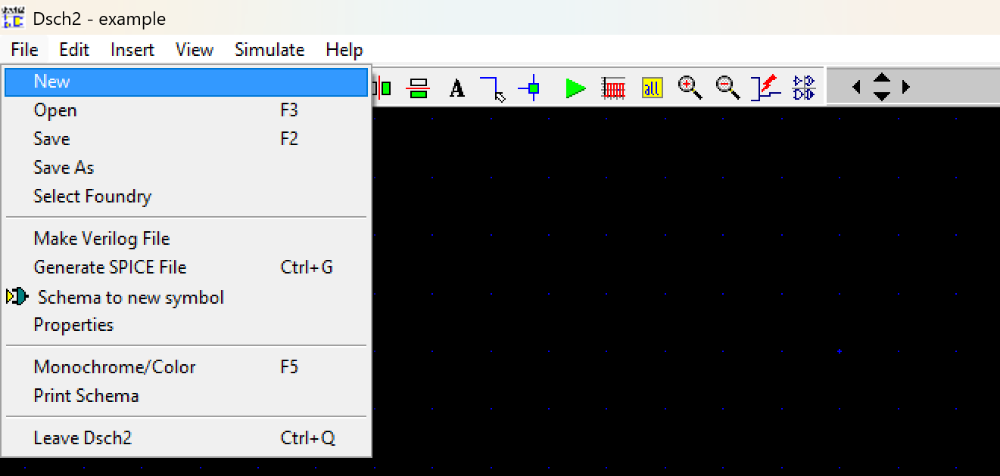 Dsch2 - example
File Edit Insert View Simulate Help
A all
New
Open F3
Save F2
Save As
Select Foundry
Make Verilog File
Generate SPICE File Ctrl+G
Schema to new symbol
Properties
Monochrome/Color F5
Print Schema
Leave Dsch2 Ctrl+Q